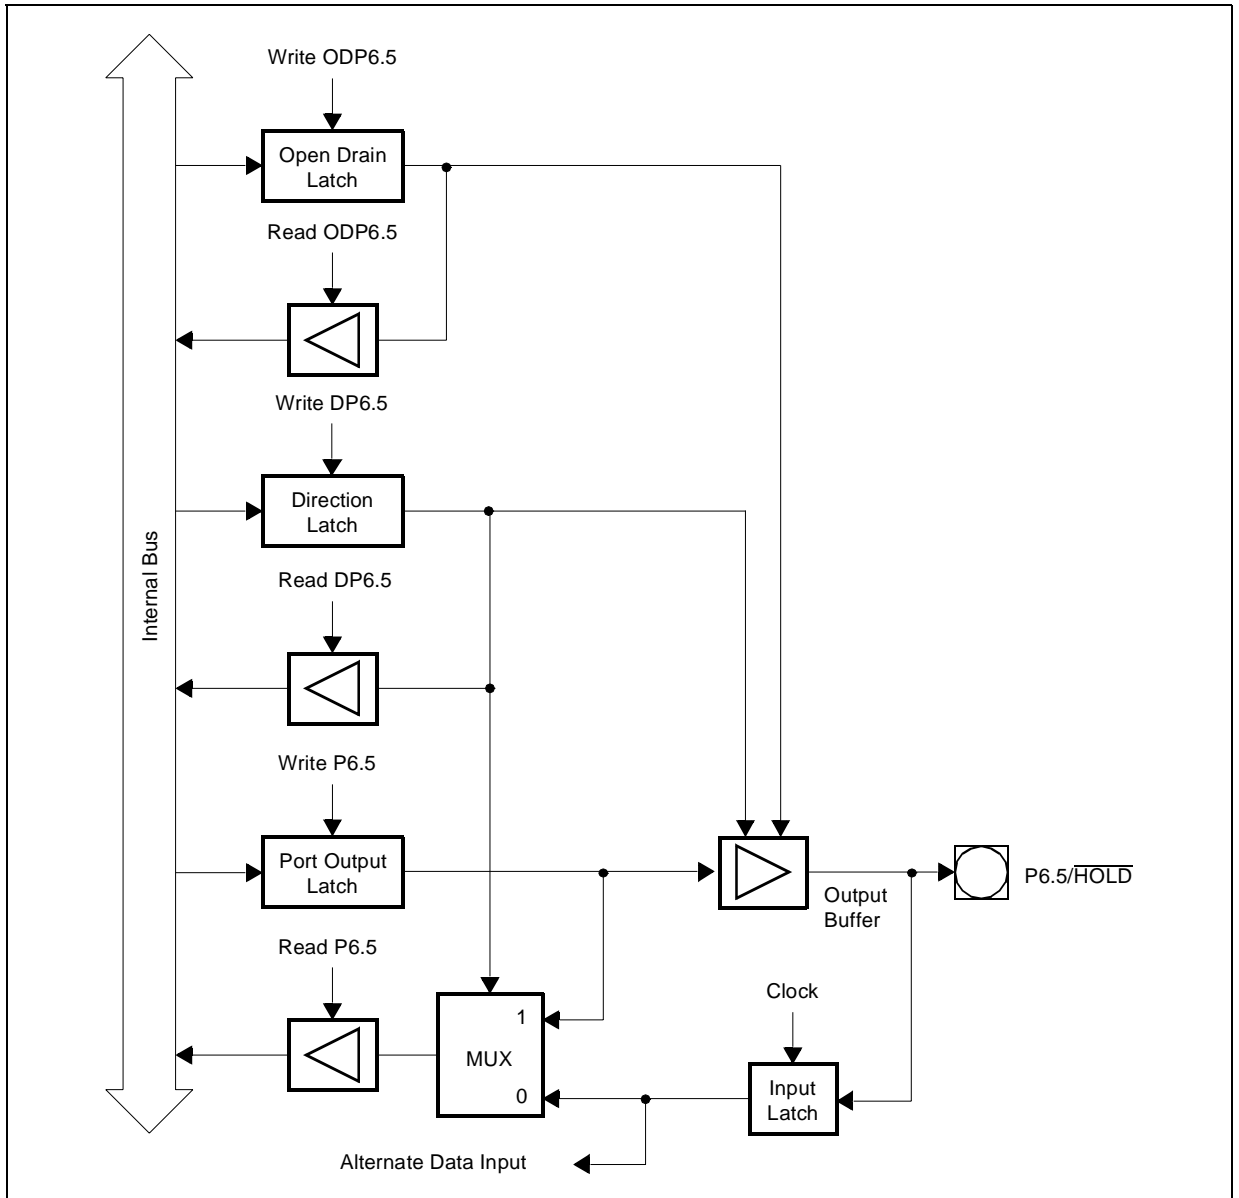 Write ODP6.5
Open Drain
Latch
Read ODP6.5
Write DP6.5
Direction
Latch
Internal Bus
Read DP6.5
Write P6.5
Port Output
Latch
Output
Buffer
P6.5/HOLD
Read P6.5
Clock
1
MUX
0
Input
Latch
Alternate Data Input